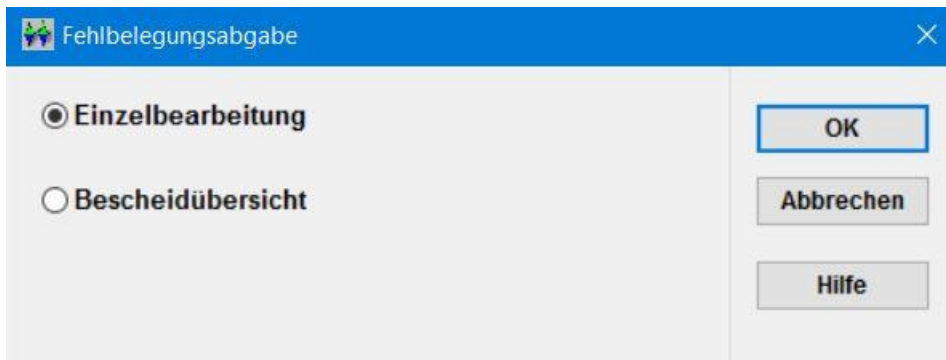 Fehlbelegungsabgabe
Einzelbearbeitung
Bescheidübersicht
OK
Abbrechen
Hilfe